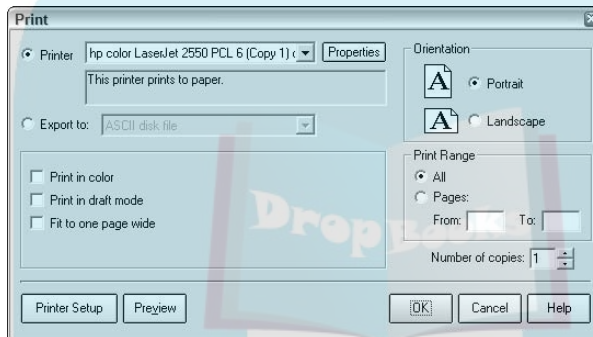 Print
Printer
hp color LaserJet 2550 PCL 6 (Copy 1)
Properties
This printer prints to paper.
Export to:
ASCII disk file
Print in color
Print in draft mode
Fit to one page wide
Orientation
A Portrait
A Landscape
Print Range
All
Pages:
From: To:
Number of copies: 1
DropBooks
Printer Setup
Preview
OK
Cancel
Help